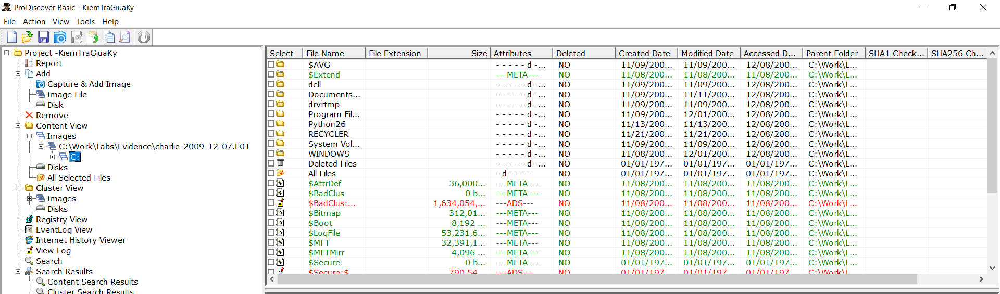 ProDiscover Basic - KiemTraGiuaKy
File Action View Tools Help
Project -KiemTraGiuaKy
Report
Add
Capture & Add Image
Image File
Disk
Remove
Content View
Images
C:\Work\Labs\Evidence\charlie-2009-12-07.E01
C:
Disks
All Selected Files
Cluster View
Images
Disks
Registry View
EventLog View
Internet History Viewer
View Log
Search
Search Results
Content Search Results
Cluster Search Results
Select File Name File Extension Size Attributes Deleted Created Date Modified Date Accessed D... Parent Folder SHA1 Check... SHA256 Ch...
$AVG - - - - - d -... NO 11/09/200... 11/09/200... 12/08/200... C:\Work\L...
$Extend ---META--- NO 11/08/200... 11/08/200... 11/08/200... C:\Work\L...
dell - - - - - d -... NO 11/09/200... 11/09/200... 12/08/200... C:\Work\L...
Documents... - - - - - d -... NO 11/09/200... 11/11/200... 12/08/200... C:\Work\L...
drvrtmp - - - - - d -... NO 11/09/200... 11/09/200... 12/08/200... C:\Work\L...
Program Fil... - - - - - d -... NO 11/09/200... 12/01/200... 12/08/200... C:\Work\L...
Python26 - - - - - d -... NO 11/13/200... 11/13/200... 12/08/200... C:\Work\L...
RECYCLER - - - - - d -... NO 11/21/200... 11/21/200... 12/08/200... C:\Work\L...
System Vol... - - - - - d -... NO 11/09/200... 11/09/200... 12/08/200... C:\Work\L...
WINDOWS - - - - - d -... NO 11/08/200... 12/01/200... 12/08/200... C:\Work\L...
Deleted Files - - - - - d -... NO 01/01/197... 01/01/197... 01/01/197... C:\Work\L...
All Files - d - - - - NO 01/01/197... 01/01/197... 01/01/197... C:\Work\L...
$AttrDef 36,000... ---META--- NO 11/08/200... 11/08/200... 11/08/200... C:\Work\L...
$BadClus 0 b... ---META--- NO 11/08/200... 11/08/200... 11/08/200... C:\Work\L...
$BadClus:... 1,634,054,... ---ADS--- NO 11/08/200... 11/08/200... 11/08/200... C:\Work\L...
$Bitmap 312,01... ---META--- NO 11/08/200... 11/08/200... 11/08/200... C:\Work\L...
$Boot 8,192 ... ---META--- NO 11/08/200... 11/08/200... 11/08/200... C:\Work\L...
$LogFile 53,231,6... ---META--- NO 11/08/200... 11/08/200... 11/08/200... C:\Work\L...
$MFT 32,391,1... ---META--- NO 11/08/200... 11/08/200... 11/08/200... C:\Work\L...
$MFTMirr 4,096 ... ---META--- NO 11/08/200... 11/08/200... 11/08/200... C:\Work\L...
$Secure 0 b... ---META--- NO 01/01/197... 01/01/197... 01/01/197... C:\Work\L...
$Secure:$ 790,54... ---ADS--- NO 01/01/197... 01/01/197... 01/01/197... C:\Work\L...